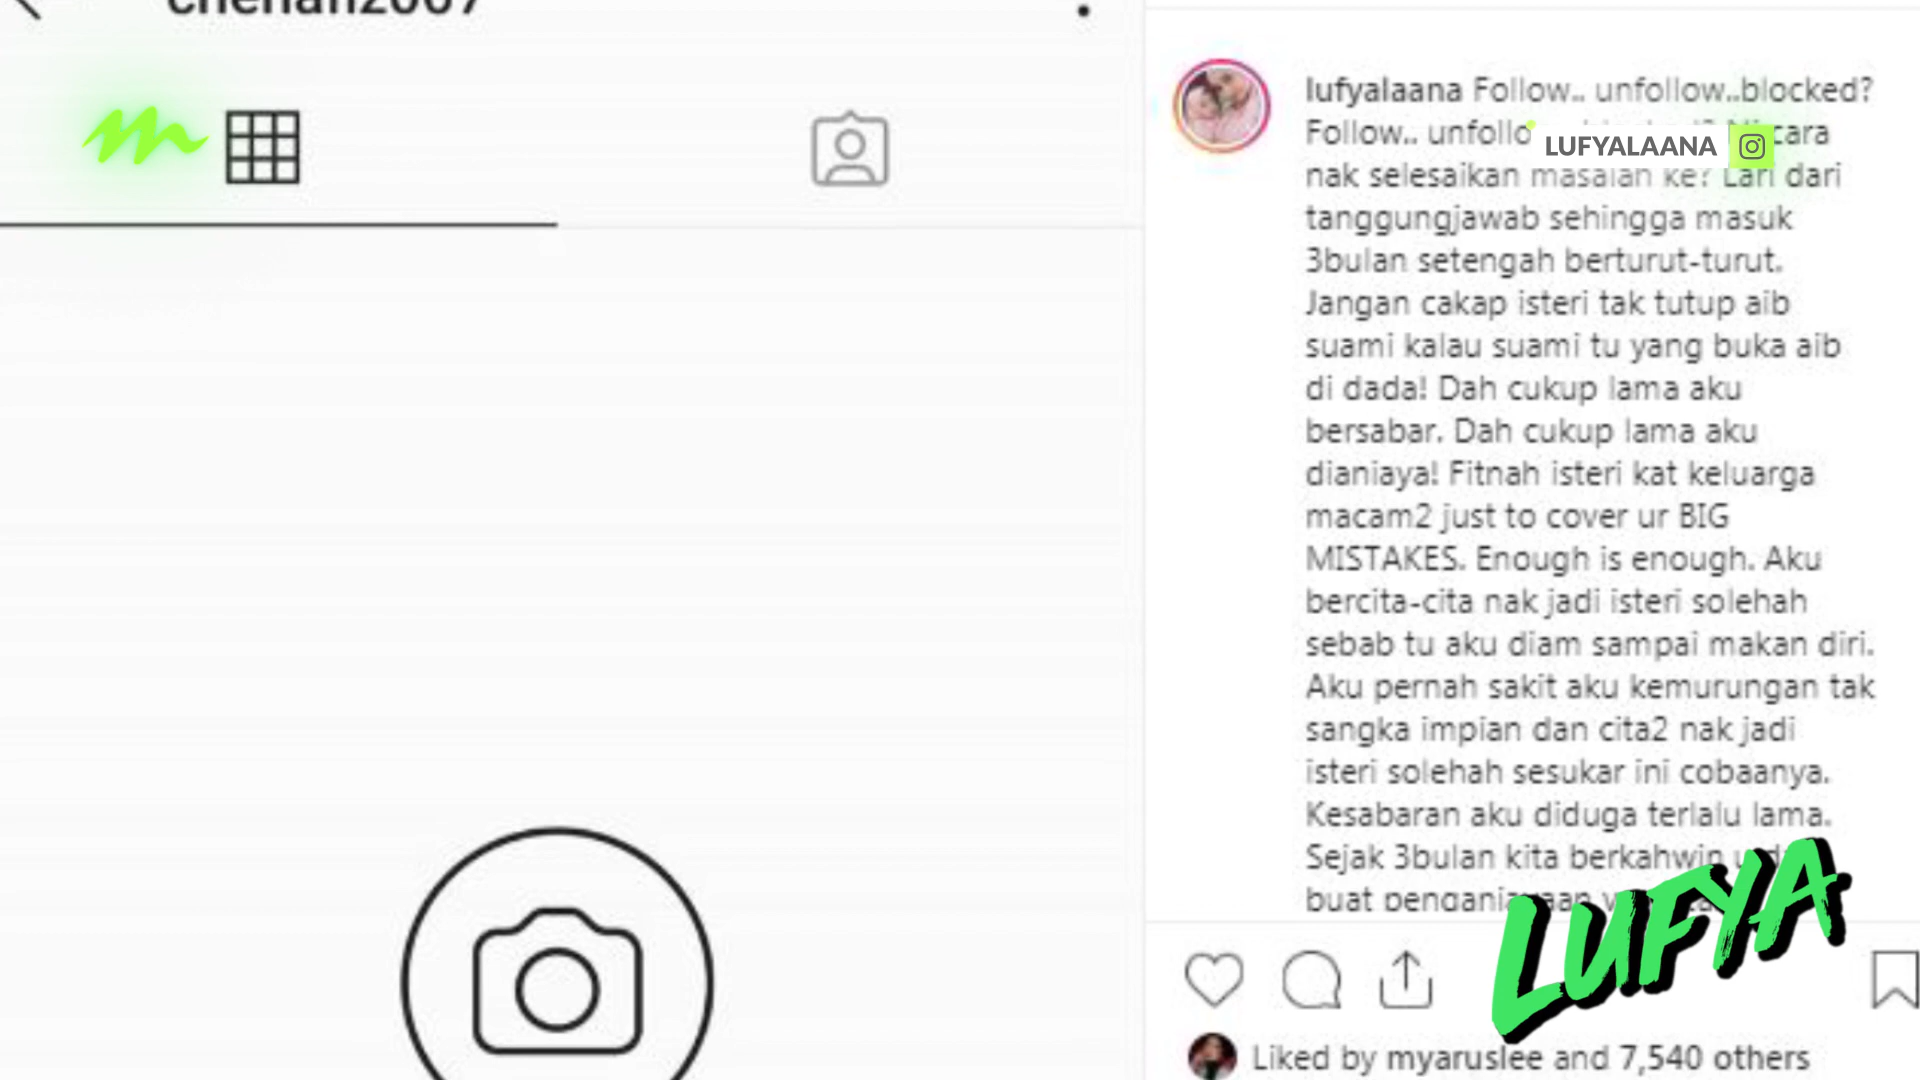 lufyalaana Follow.. unfollow..blocked?
Follow.. cara
LUFYALAANA
nak selesaikan masalah ke? Lari dari
tanggungjawab sehingga masuk
3bulan setengah berturut-turut.
Jangan cakap isteri tak tutup aib
suami kalau suami tu yang buka aib
di dada! Dah cukup lama aku
bersabar. Dah cukup lama aku
dianiaya! Fitnah isteri kat keluarga
macam2 just to cover ur BIG
MISTAKES. Enough is enough. Aku
bercita-cita nak jadi isteri solehah
sebab tu aku diam sampai makan diri.
Aku pernah sakit aku kemurungan tak
sangka impian dan cita2 nak jadi
isteri solehah sesukar ini cobaanya.
Kesabaran aku diduga terlalu lama.
Sejak 3bulan kita berkahwin
buat
LUFYA
Liked by myaruslee and 7,540 others